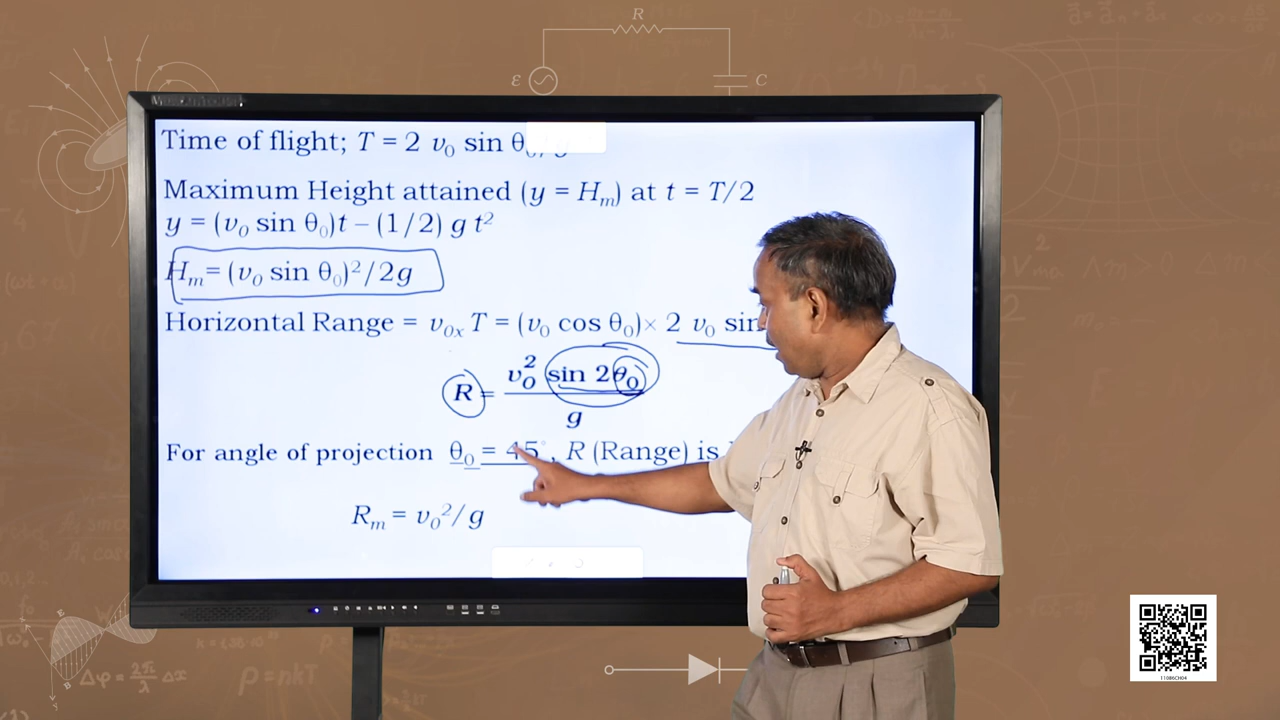 R
ε
C
Time of flight; T = 2 v₀ sin θ₀/g
Maximum Height attained (y = Hₘ) at t = T/2
y = (v₀ sin θ₀)t – (1/2) g t²
Hₘ= (v₀ sin θ₀)²/2g
Horizontal Range = v₀ₓ T = (v₀ cos θ₀)× 2 v₀ sin
R = v₀² sin 2θ₀ / g
For angle of projection θ₀ = 45°, R (Range) is
Rₘ = v₀²/g
ρ = nkT
11086CH04